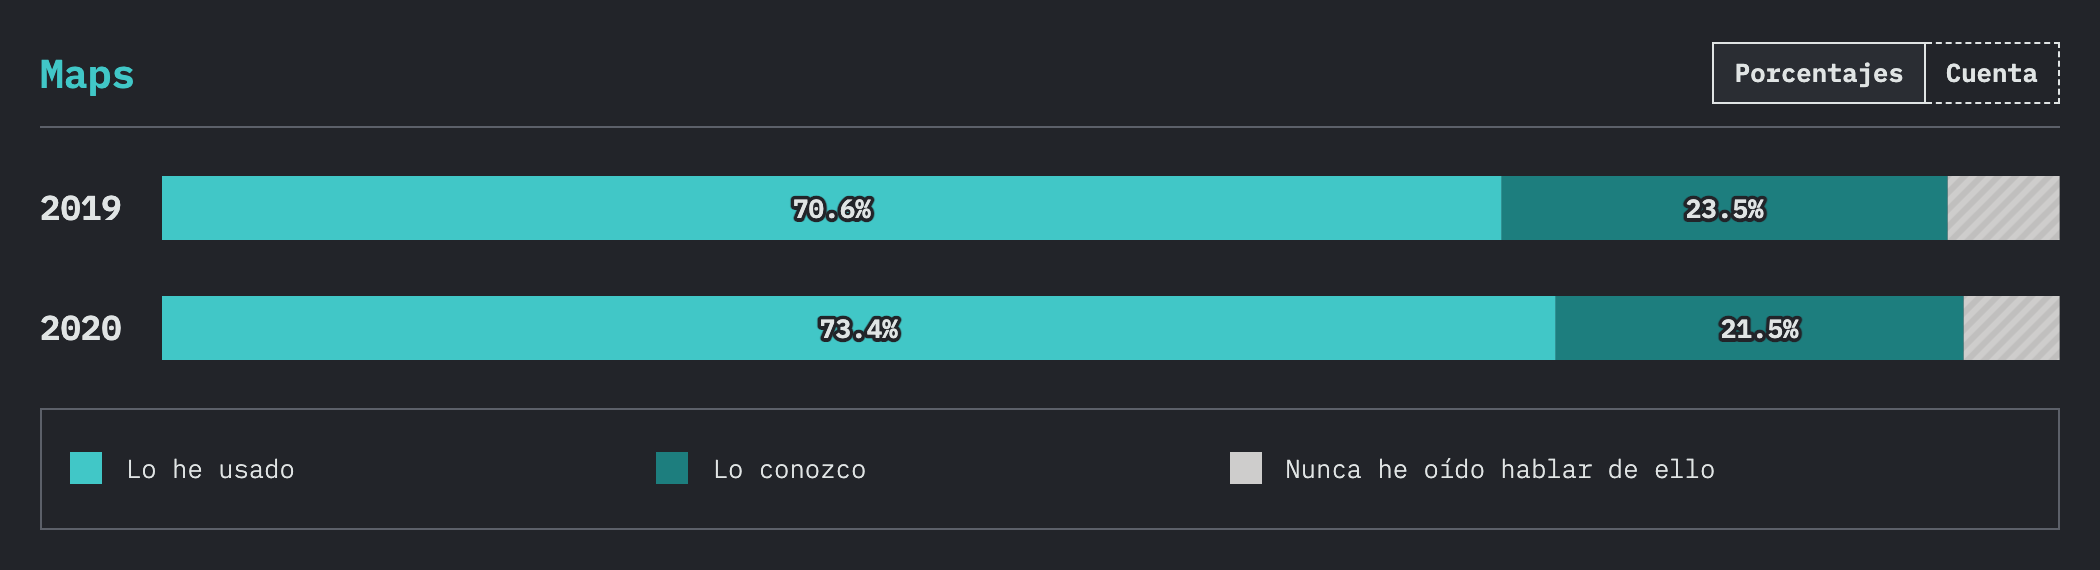 Maps
Porcentajes Cuenta
2019 70.6% 23.5%
2020 73.4% 21.5%
Lo he usado Lo conozco Nunca he oído hablar de ello